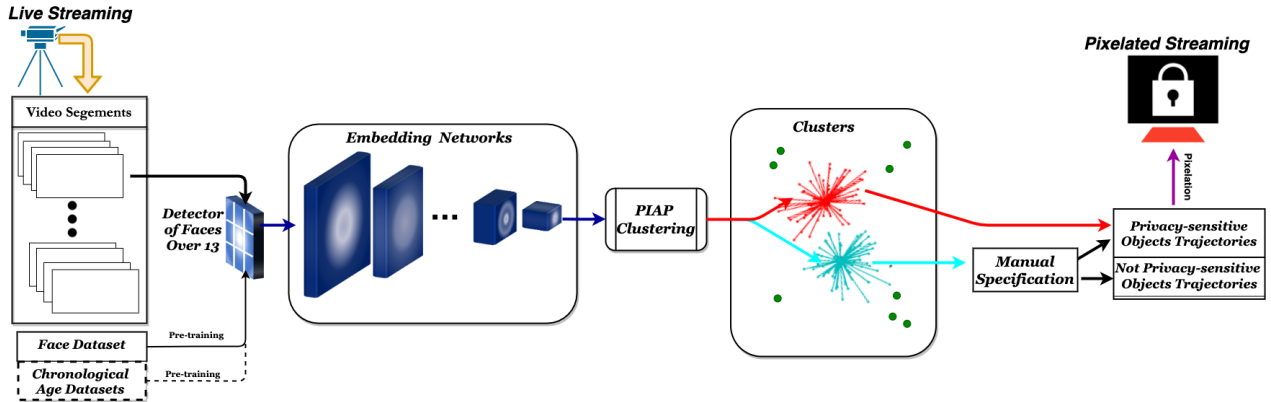 Live Streaming
Video Segements
Detector
of Faces
Over 13
Face Dataset
Pre-training
Chronological
Age Datasets
Pre-training
Embedding Networks
PIAP
Clustering
Clusters
Manual
Specification
Pixelated Streaming
Pixelation
Privacy-sensitive
Objects Trajectories
Not Privacy-sensitive
Objects Trajectories